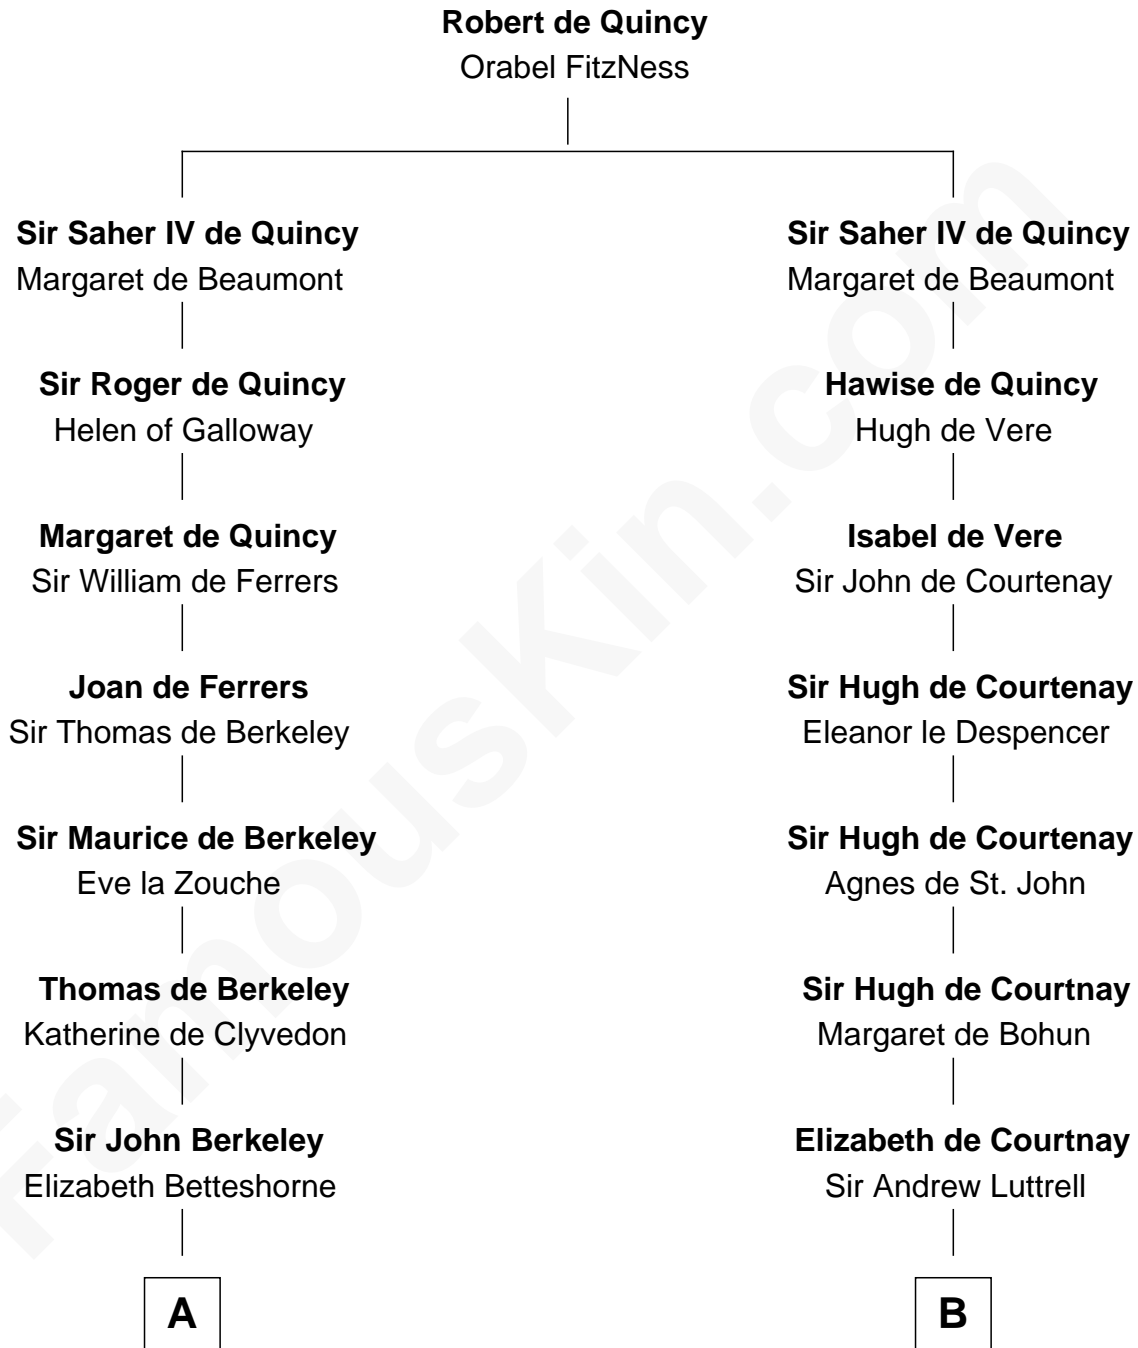 Robert de Quincy
Orabel FitzNess
Sir Saher IV de Quincy
Margaret de Beaumont
Sir Saher IV de Quincy
Margaret de Beaumont
Sir Roger de Quincy
Helen of Galloway
Hawise de Quincy
Hugh de Vere
Margaret de Quincy
Sir William de Ferrers
Isabel de Vere
Sir John de Courtenay
Joan de Ferrers
Sir Thomas de Berkeley
Sir Hugh de Courtenay
Eleanor le Despencer
Sir Maurice de Berkeley
Eve la Zouche
Sir Hugh de Courtenay
Agnes de St. John
Thomas de Berkeley
Katherine de Clyvedon
Sir Hugh de Courtnay
Margaret de Bohun
Sir John Berkeley
Elizabeth Betteshorne
Elizabeth de Courtnay
Sir Andrew Luttrell
A
B
FamousKin.com